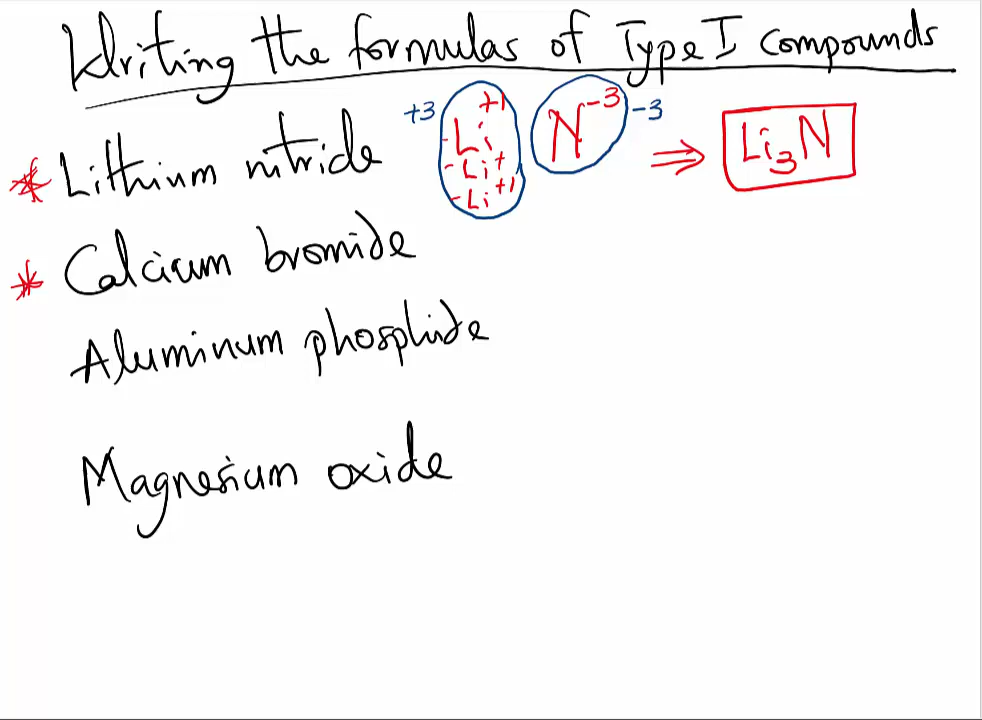 Writing the formulas of Type I compounds
* Lithium nitride +3 Li+1 Li+ Li+1 N-3 -3 ⇒ Li3N
* Calcium bromide
Aluminum phosphide
Magnesium oxide